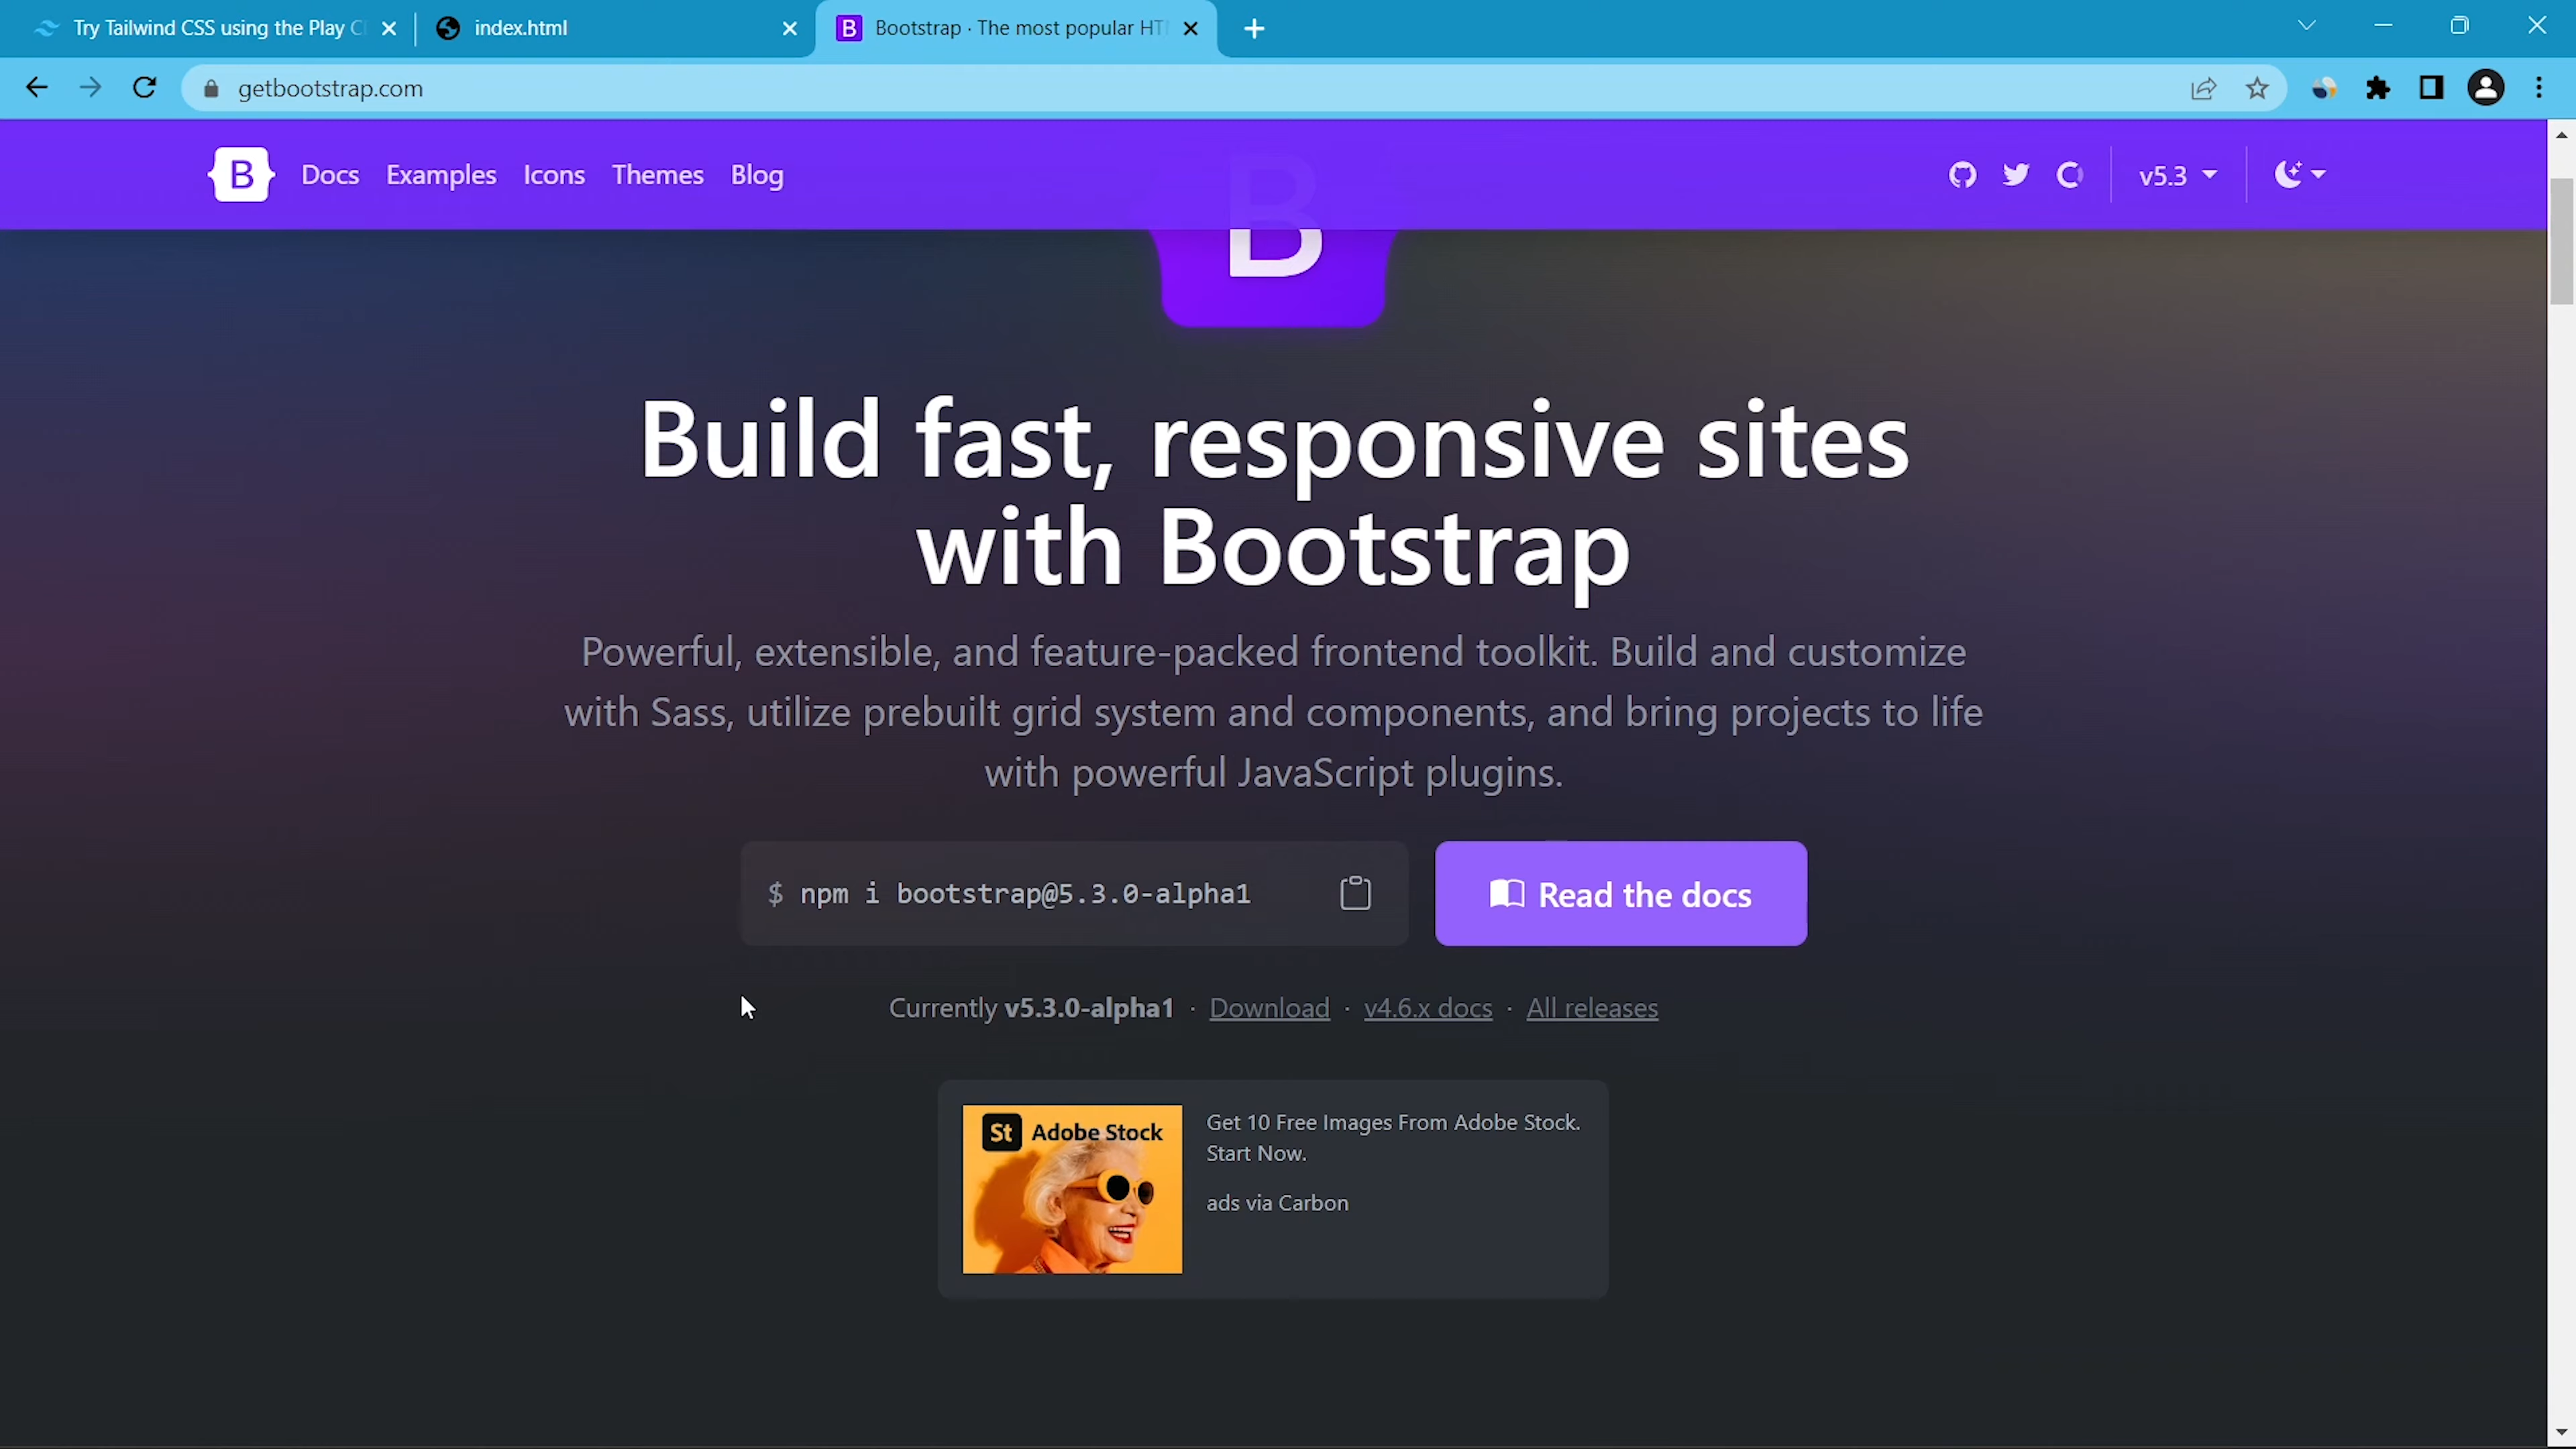 Try Tailwind CSS using the Play C
index.html
Bootstrap · The most popular HT
getbootstrap.com
B Docs Examples Icons Themes Blog
v5.3
B
Build fast, responsive sites
with Bootstrap
Powerful, extensible, and feature-packed frontend toolkit. Build and customize
with Sass, utilize prebuilt grid system and components, and bring projects to life
with powerful JavaScript plugins.
$ npm i bootstrap@5.3.0-alpha1
Read the docs
Currently v5.3.0-alpha1 · Download · v4.6.x docs · All releases
St Adobe Stock
Get 10 Free Images From Adobe Stock.
Start Now.
ads via Carbon